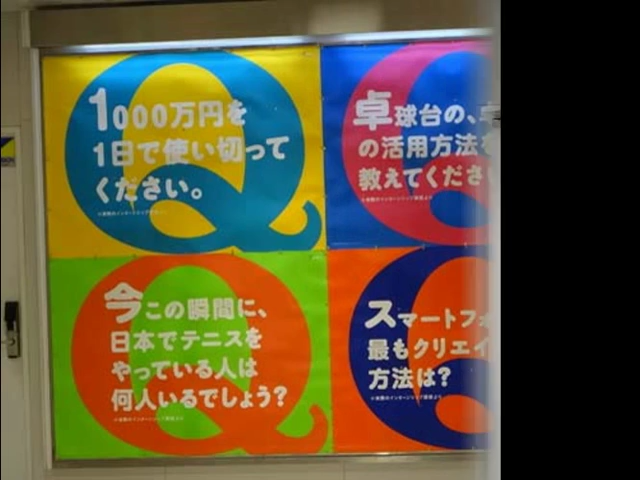 1000万円を
1日で使い切って
ください。
卓球台の、
の活用方法
教えてくださ
今この瞬間に、
日本でテニスを
やっている人は
何人いるでしょう?
スマートフォ
最もクリエイ
方法は?